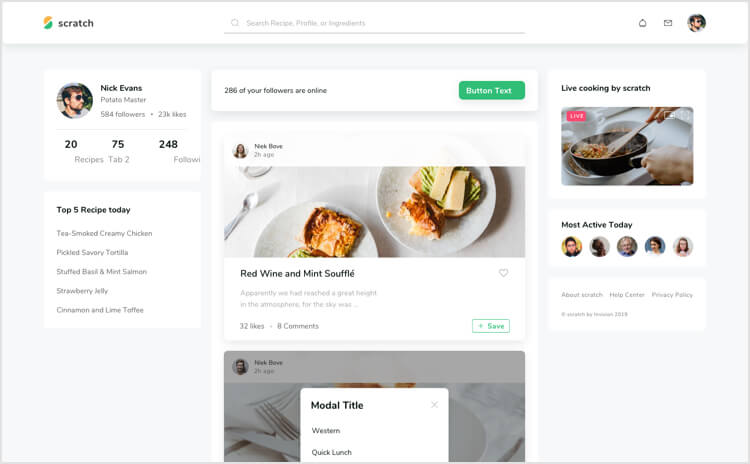 scratch
Search Recipe, Profile, or Ingredients
Nick Evans
Potato Master
584 followers • 23k likes
20 75 248
Recipes Tab 2 Followi
Top 5 Recipe today
Tea-Smoked Creamy Chicken
Pickled Savory Tortilla
Stuffed Basil & Mint Salmon
Strawberry Jelly
Cinnamon and Lime Toffee
286 of your followers are online
Button Text
Nick Bove
2h ago
Red Wine and Mint Soufflé
Apparently we had reached a great height
in the atmosphere, for the sky was ...
32 likes • 8 Comments
+ Save
Nick Bove
2h ago
Modal Title
Western
Quick Lunch
Live cooking by scratch
LIVE
Most Active Today
About scratch Help Center Privacy Policy
© scratch by Invision 2019